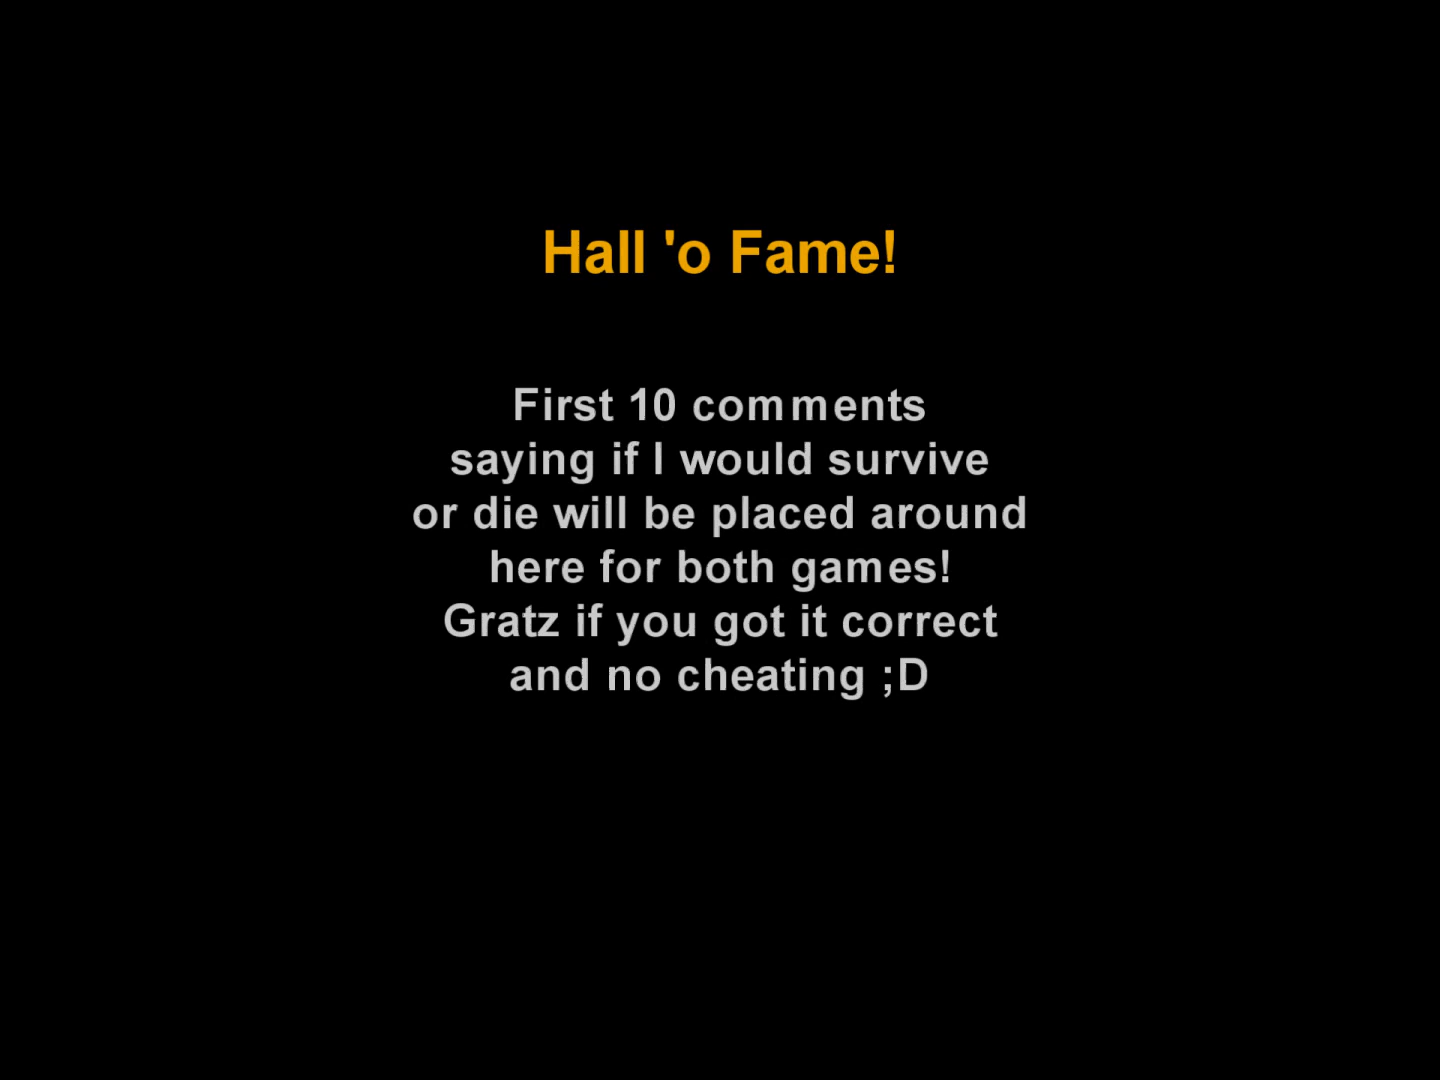 Hall 'o Fame!
First 10 comments
saying if I would survive
or die will be placed around
here for both games!
Gratz if you got it correct
and no cheating ;D